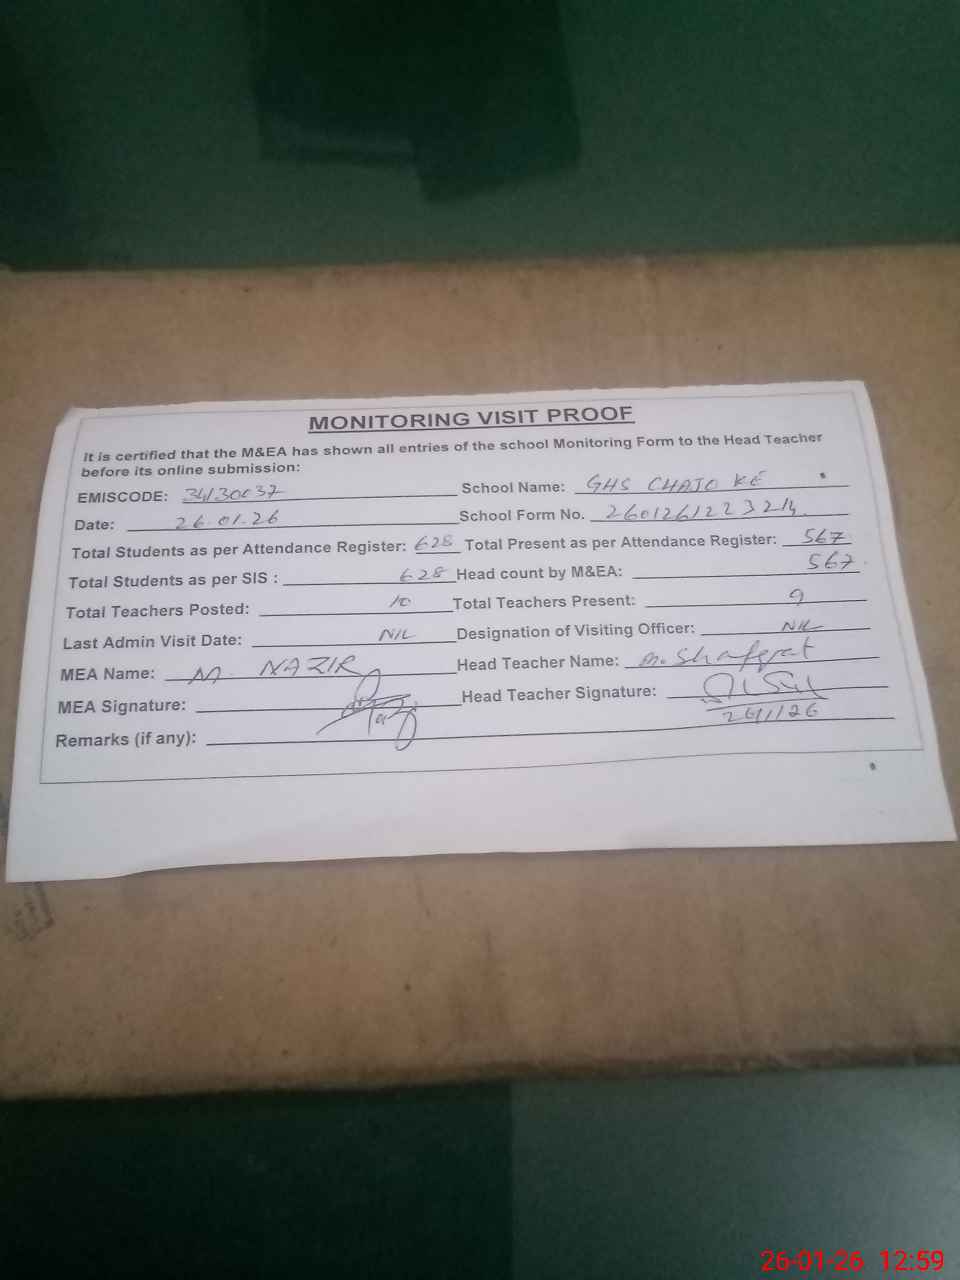 MONITORING VISIT PROOF
It is certified that the M&EA has shown all entries of the school Monitoring Form to the Head Teacher
before its online submission:
EMISCODE: 34130037 School Name: GHS CHAJO KE
Date: 26.01.26 School Form No. 260126122 3214
Total Students as per Attendance Register: 628 Total Present as per Attendance Register: 567
Total Students as per SIS : 628 Head count by M&EA: 567
Total Teachers Posted: 10 Total Teachers Present: 9
Last Admin Visit Date: NIL Designation of Visiting Officer: NIL
MEA Name: M. NAZIR Head Teacher Name: M. Shafqat
MEA Signature: Head Teacher Signature:
26/1/26
Remarks (if any):
26-01-26 12:59